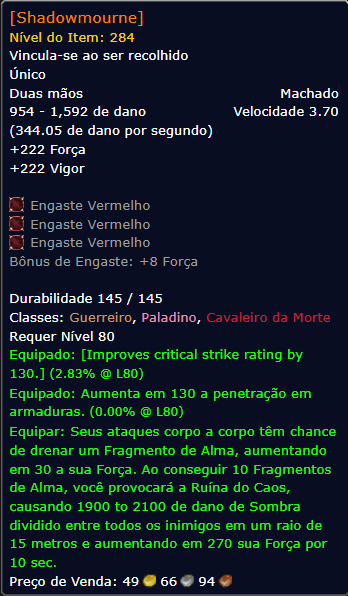 [Shadowmourne]
Nível do Item: 284
Vincula-se ao ser recolhido
Único
Duas mãos Machado
954 - 1,592 de dano Velocidade 3.70
(344.05 de dano por segundo)
+222 Força
+222 Vigor
Engaste Vermelho
Engaste Vermelho
Engaste Vermelho
Bônus de Engaste: +8 Força
Durabilidade 145 / 145
Classes: Guerreiro, Paladino, Cavaleiro da Morte
Requer Nível 80
Equipado: [Improves critical strike rating by
130.] (2.83% @ L80)
Equipado: Aumenta em 130 a penetração em
armaduras. (0.00% @ L80)
Equipar: Seus ataques corpo a corpo têm chance
de drenar um Fragmento de Alma, aumentando
em 30 a sua Força. Ao conseguir 10 Fragmentos
de Alma, você provocará a Ruína do Caos,
causando 1900 to 2100 de dano de Sombra
dividido entre todos os inimigos em um raio de
15 metros e aumentando em 270 sua Força por
10 sec.
Preço de Venda: 49 66 94